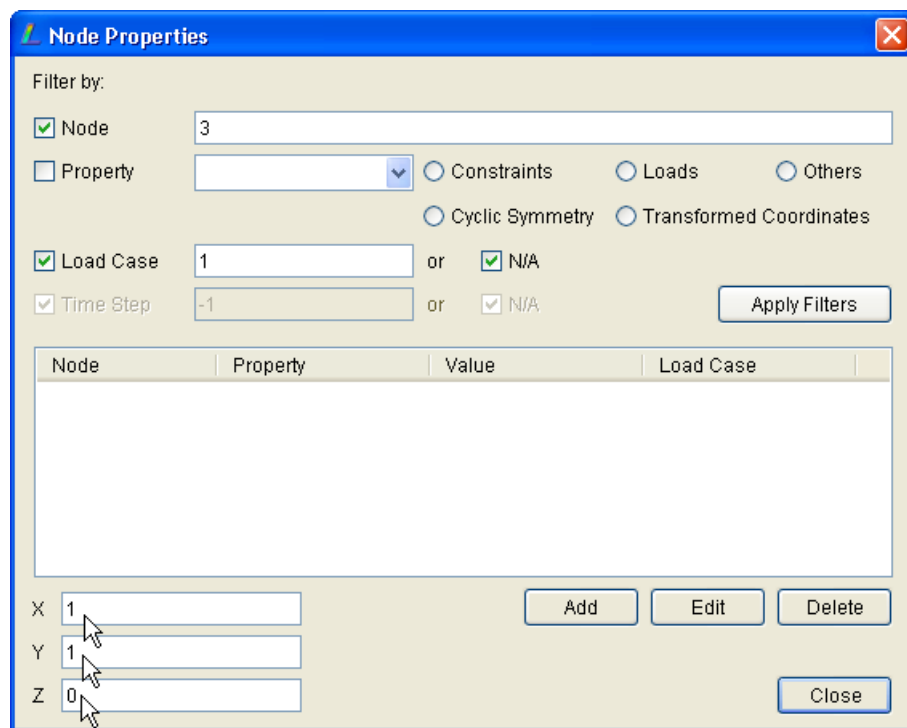 Node Properties
Filter by:
Node 3
Property Constraints Loads Others
Cyclic Symmetry Transformed Coordinates
Load Case 1 or N/A
Time Step -1 or N/A Apply Filters
Node Property Value Load Case
X 1 Add Edit Delete
Y 1
Z 0 Close